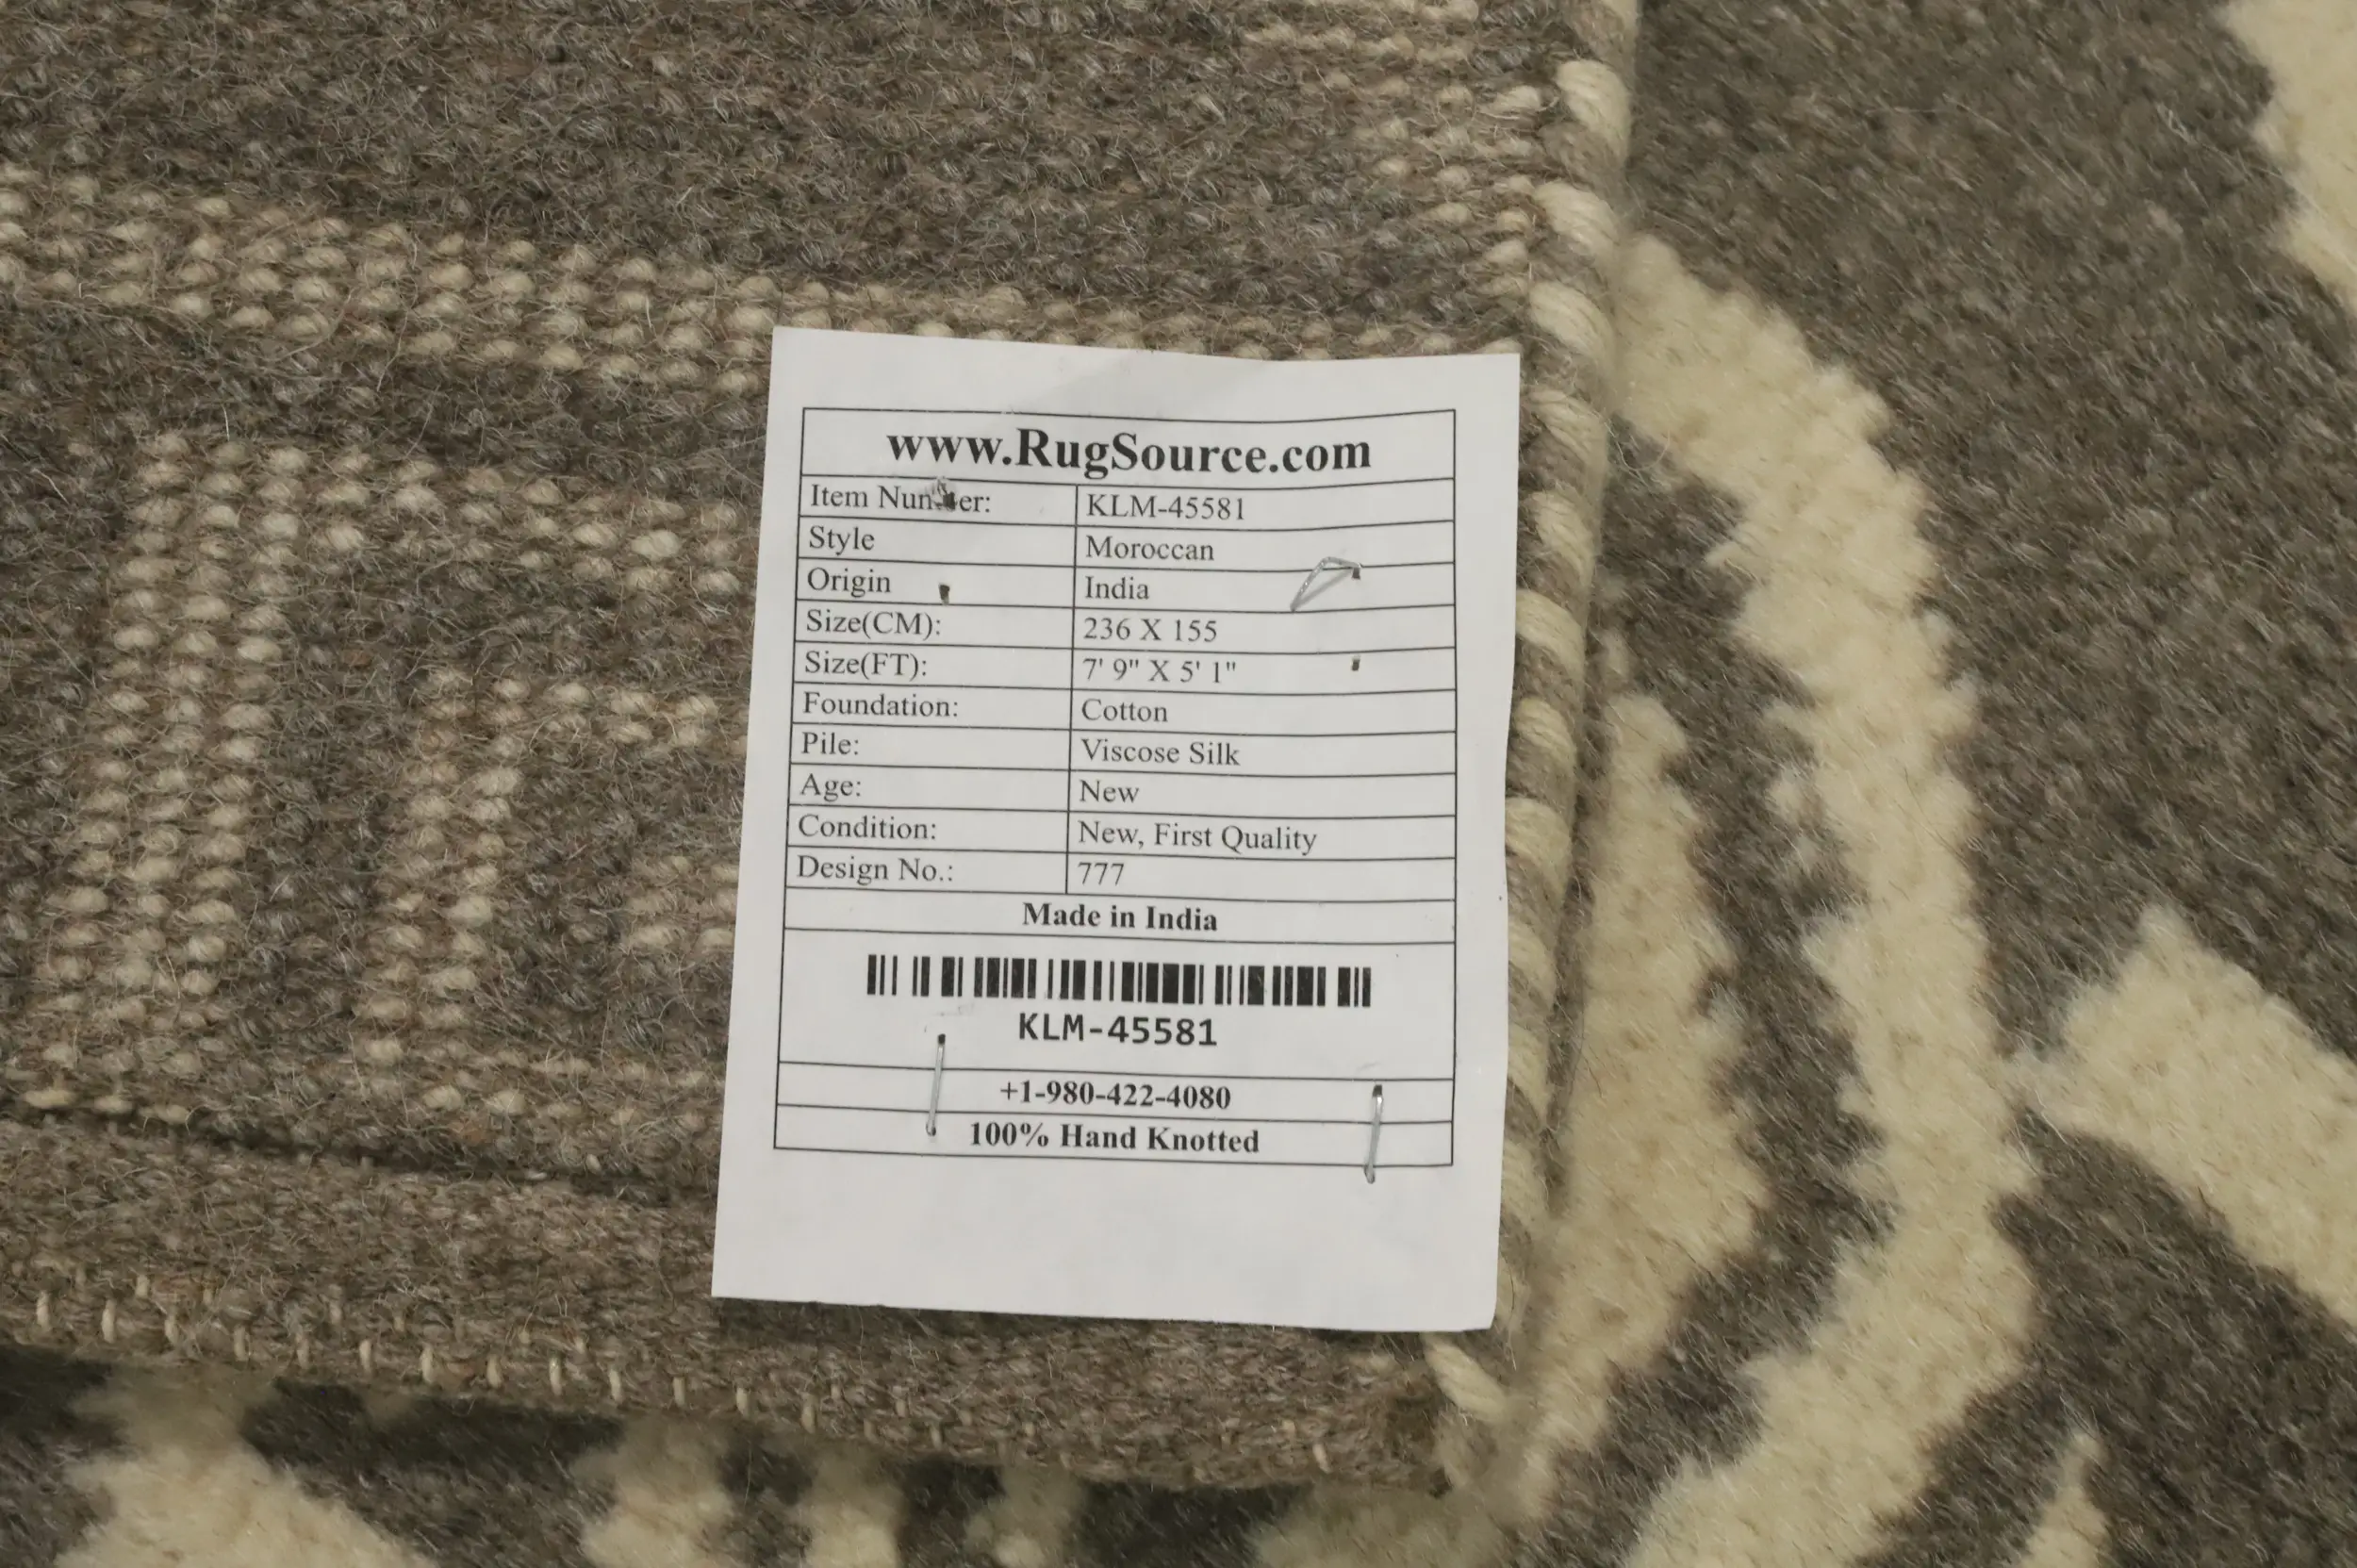 www.RugSource.com
Item Number: KLM-45581
Style Moroccan
Origin India
Size(CM): 236 X 155
Size(FT): 7' 9" X 5' 1"
Foundation: Cotton
Pile: Viscose Silk
Age: New
Condition: New, First Quality
Design No.: 777
Made in India
KLM-45581
+1-980-422-4080
100% Hand Knotted